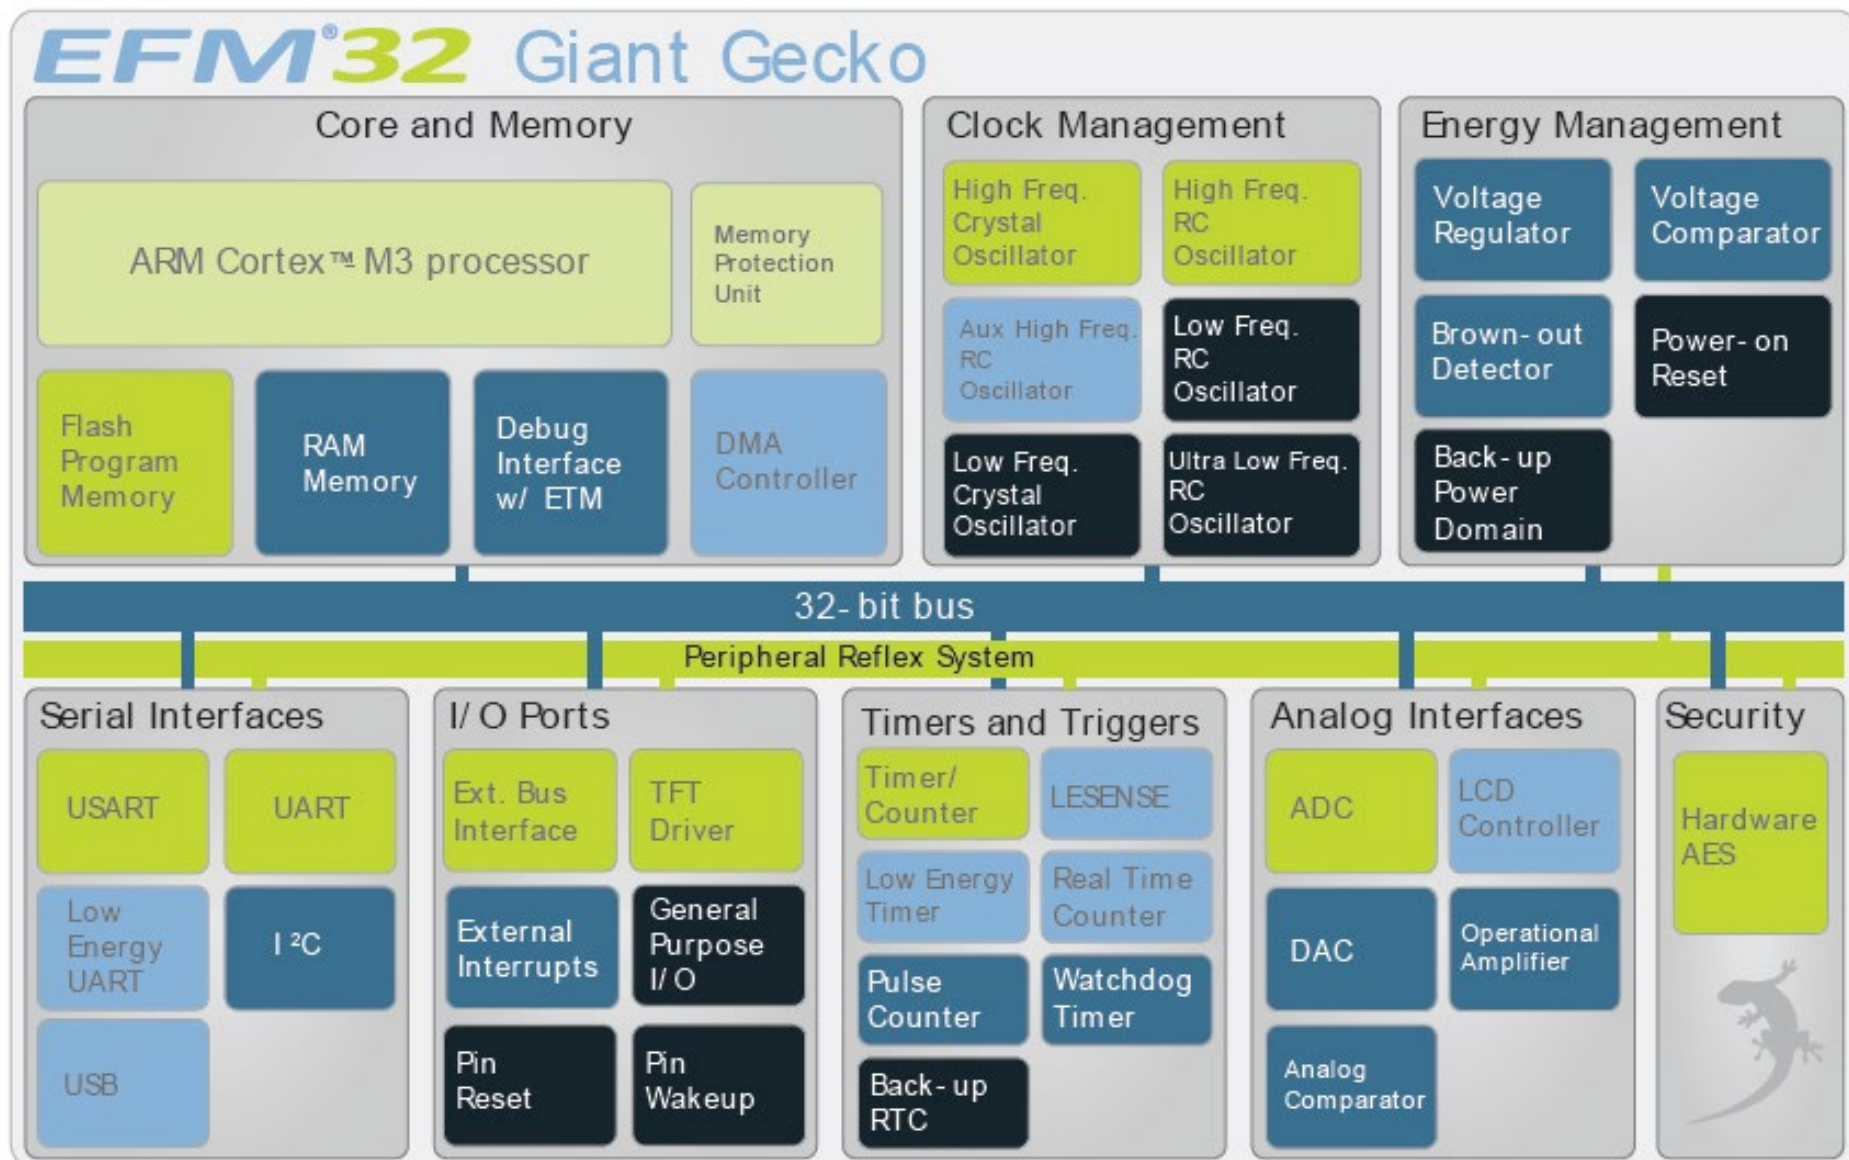 EFM®32 Giant Gecko
Core and Memory
ARM Cortex™- M3 processor
Memory
Protection
Unit
Flash
Program
Memory
RAM
Memory
Debug
Interface
w/ ETM
DMA
Controller
Clock Management
High Freq.
Crystal
Oscillator
High Freq.
RC
Oscillator
Aux High Freq.
RC
Oscillator
Low Freq.
RC
Oscillator
Low Freq.
Crystal
Oscillator
Ultra Low Freq.
RC
Oscillator
Energy Management
Voltage
Regulator
Voltage
Comparator
Brown- out
Detector
Power- on
Reset
Back- up
Power
Domain
32- bit bus
Peripheral Reflex System
Serial Interfaces
USART
UART
Low
Energy
UART
I²C
USB
I/ O Ports
Ext. Bus
Interface
TFT
Driver
External
Interrupts
General
Purpose
I/ O
Pin
Reset
Pin
Wakeup
Timers and Triggers
Timer/
Counter
LESENSE
Low Energy
Timer
Real Time
Counter
Pulse
Counter
Watchdog
Timer
Back- up
RTC
Analog Interfaces
ADC
LCD
Controller
DAC
Operational
Amplifier
Analog
Comparator
Security
Hardware
AES